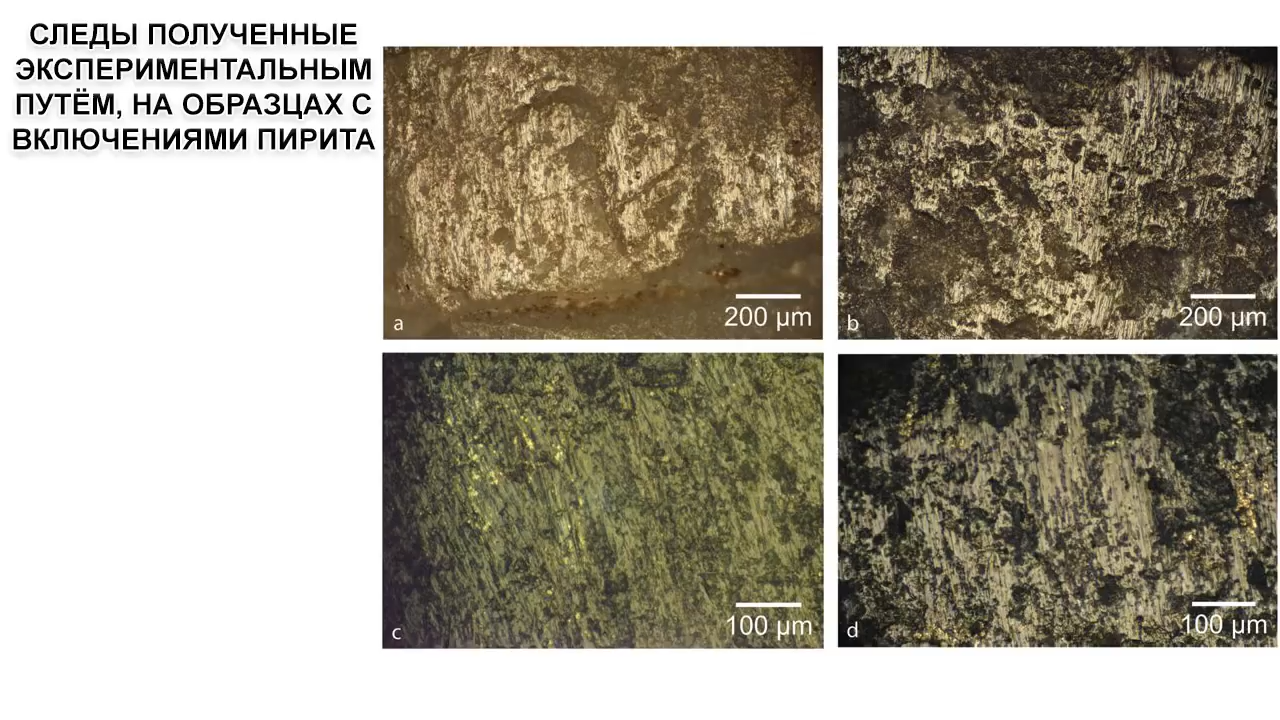 СЛЕДЫ ПОЛУЧЕННЫЕ
ЭКСПЕРИМЕНТАЛЬНЫМ
ПУТЁМ, НА ОБРАЗЦАХ С
ВКЛЮЧЕНИЯМИ ПИРИТА
a
200 µm
b
200 µm
c
100 µm
d
100 µm